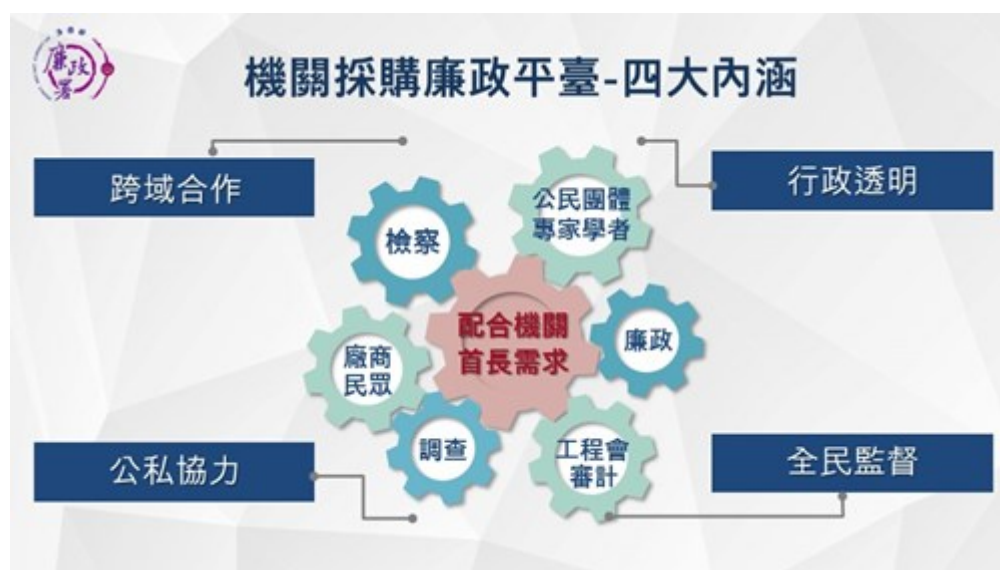 法務部
廉政署
機關採購廉政平臺-四大內涵
跨域合作
行政透明
檢察
公民團體
專家學者
配合機關
首長需求
廉政
廠商
民眾
調查
工程會
審計
公私協力
全民監督